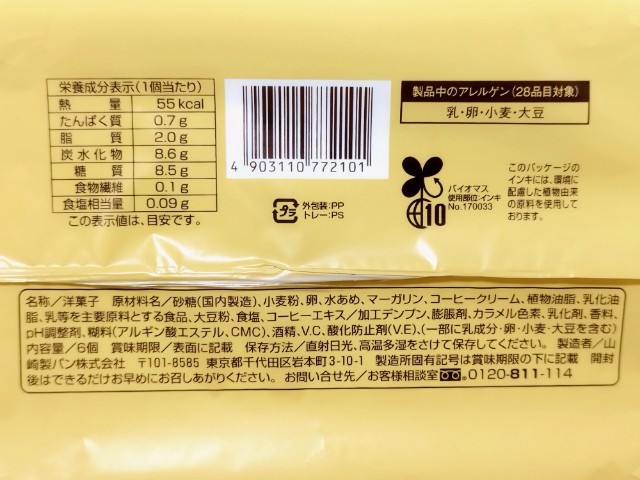 栄養成分表示(1個当たり)
熱量 55kcal
たんぱく質 0.7g
脂質 2.0g
炭水化物 8.6g
糖質 8.5g
食物繊維 0.1g
食塩相当量 0.09g
この表示値は、目安です。
4 903110 772101
プラ
外包装:PP
トレー:PS
製品中のアレルゲン(28品目対象)
乳・卵・小麦・大豆
10
バイオマス
使用部位:インキ
No.170033
このパッケージの
インキには、環境に
配慮した植物由来
の原料を使用して
おります。
名称/洋菓子 原材料名/砂糖(国内製造)、小麦粉、卵、水あめ、マーガリン、コーヒークリーム、植物油脂、乳化油
脂、乳等を主要原料とする食品、大豆粉、食塩、コーヒーエキス/加工デンプン、膨脹剤、カラメル色素、乳化剤、香料、
pH調整剤、糊料(アルギン酸エステル、CMC)、酒精、V.C、酸化防止剤(V.E)、(一部に乳成分・卵・小麦・大豆を含む)
内容量/6個 賞味期限/表面に記載 保存方法/直射日光、高温多湿をさけて保存してください。 製造者/山
崎製パン株式会社 〒101-8585 東京都千代田区岩本町3-10-1 製造所固有記号は賞味期限の下に記載 開封
後はできるだけお早めにお召しあがりください。 お問い合せ先/お客様相談室 0120-811-114